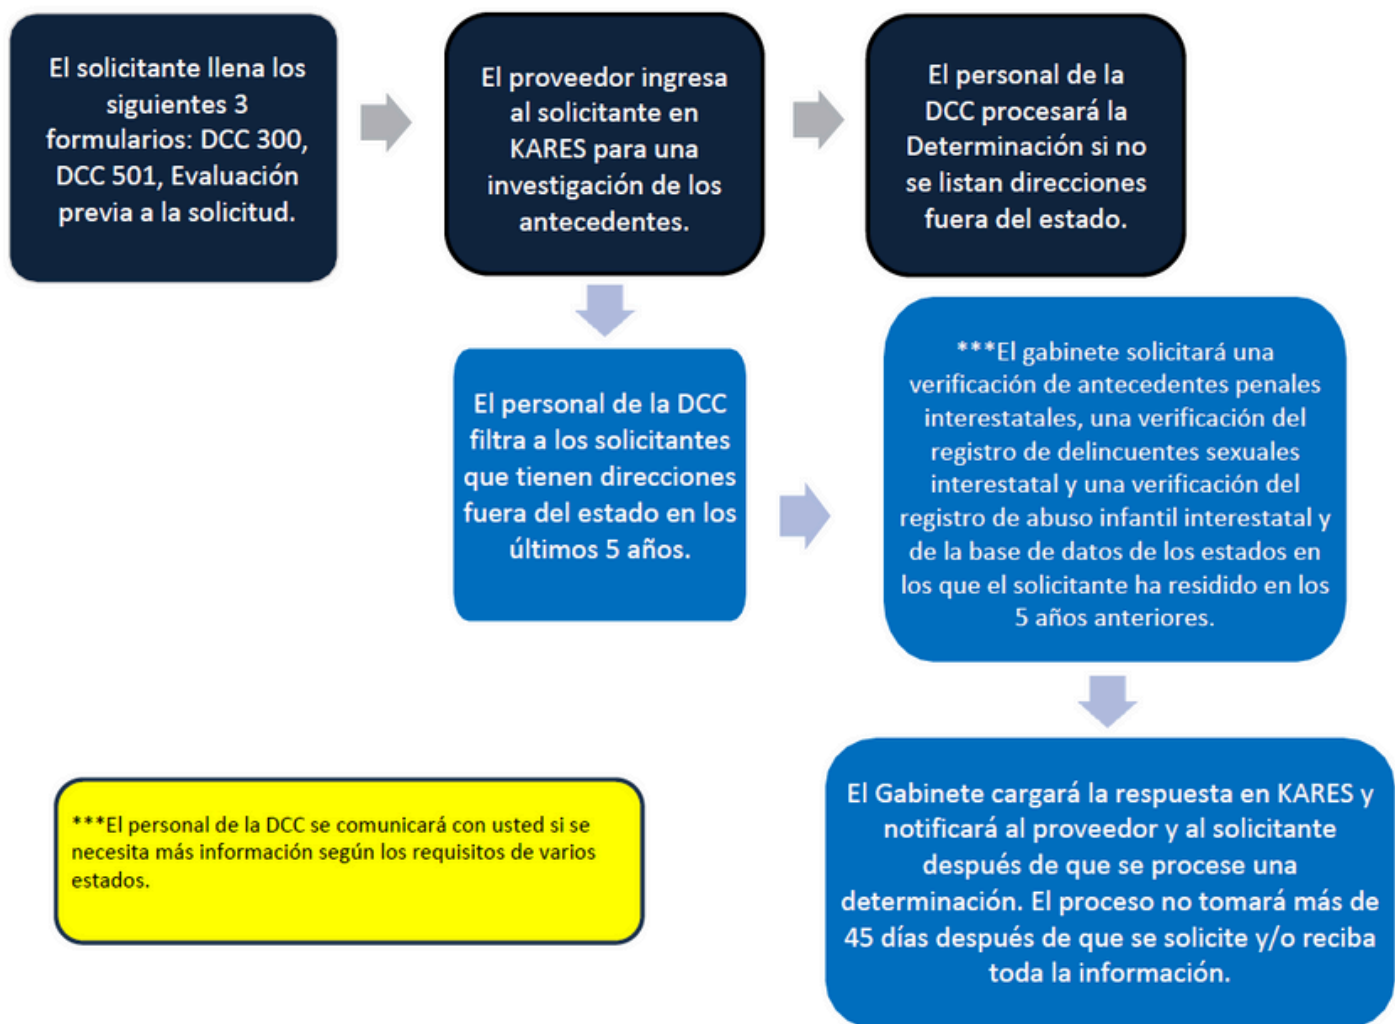 El solicitante llena los
siguientes 3
formularios: DCC 300,
DCC 501, Evaluación
previa a la solicitud.
El proveedor ingresa
al solicitante en
KARES para una
investigación de los
antecedentes.
El personal de la
DCC procesará la
Determinación si no
se listan direcciones
fuera del estado.
El personal de la DCC
filtra a los solicitantes
que tienen direcciones
fuera del estado en los
últimos 5 años.
***El gabinete solicitará una
verificación de antecedentes penales
interestatales, una verificación del
registro de delincuentes sexuales
interestatal y una verificación del
registro de abuso infantil interestatal y
de la base de datos de los estados en
los que el solicitante ha residido en los
5 años anteriores.
El Gabinete cargará la respuesta en KARES y
notificará al proveedor y al solicitante
después de que se procese una
determinación. El proceso no tomará más de
45 días después de que se solicite y/o reciba
toda la información.
***El personal de la DCC se comunicará con usted si se
necesita más información según los requisitos de varios
estados.